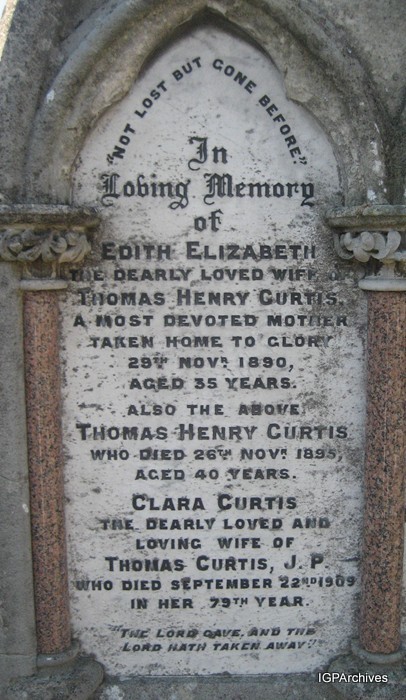 "NOT LOST BUT GONE BEFORE."
In
Loving Memory
of
EDITH ELIZABETH
THE DEARLY LOVED WIFE
THOMAS HENRY CURTIS.
A MOST DEVOTED MOTHER
TAKEN HOME TO GLORY
29TH NOVR 1890,
AGED 35 YEARS.
ALSO THE ABOVE
THOMAS HENRY CURTIS
WHO DIED 26TH NOVR 1895,
AGED 40 YEARS.
CLARA CURTIS
THE DEARLY LOVED AND
LOVING WIFE OF
THOMAS CURTIS, J. P.
WHO DIED SEPTEMBER 22ND 1909
IN HER 79TH YEAR.
"THE LORD GAVE, AND THE
LORD HATH TAKEN AWAY"
IGPArchives